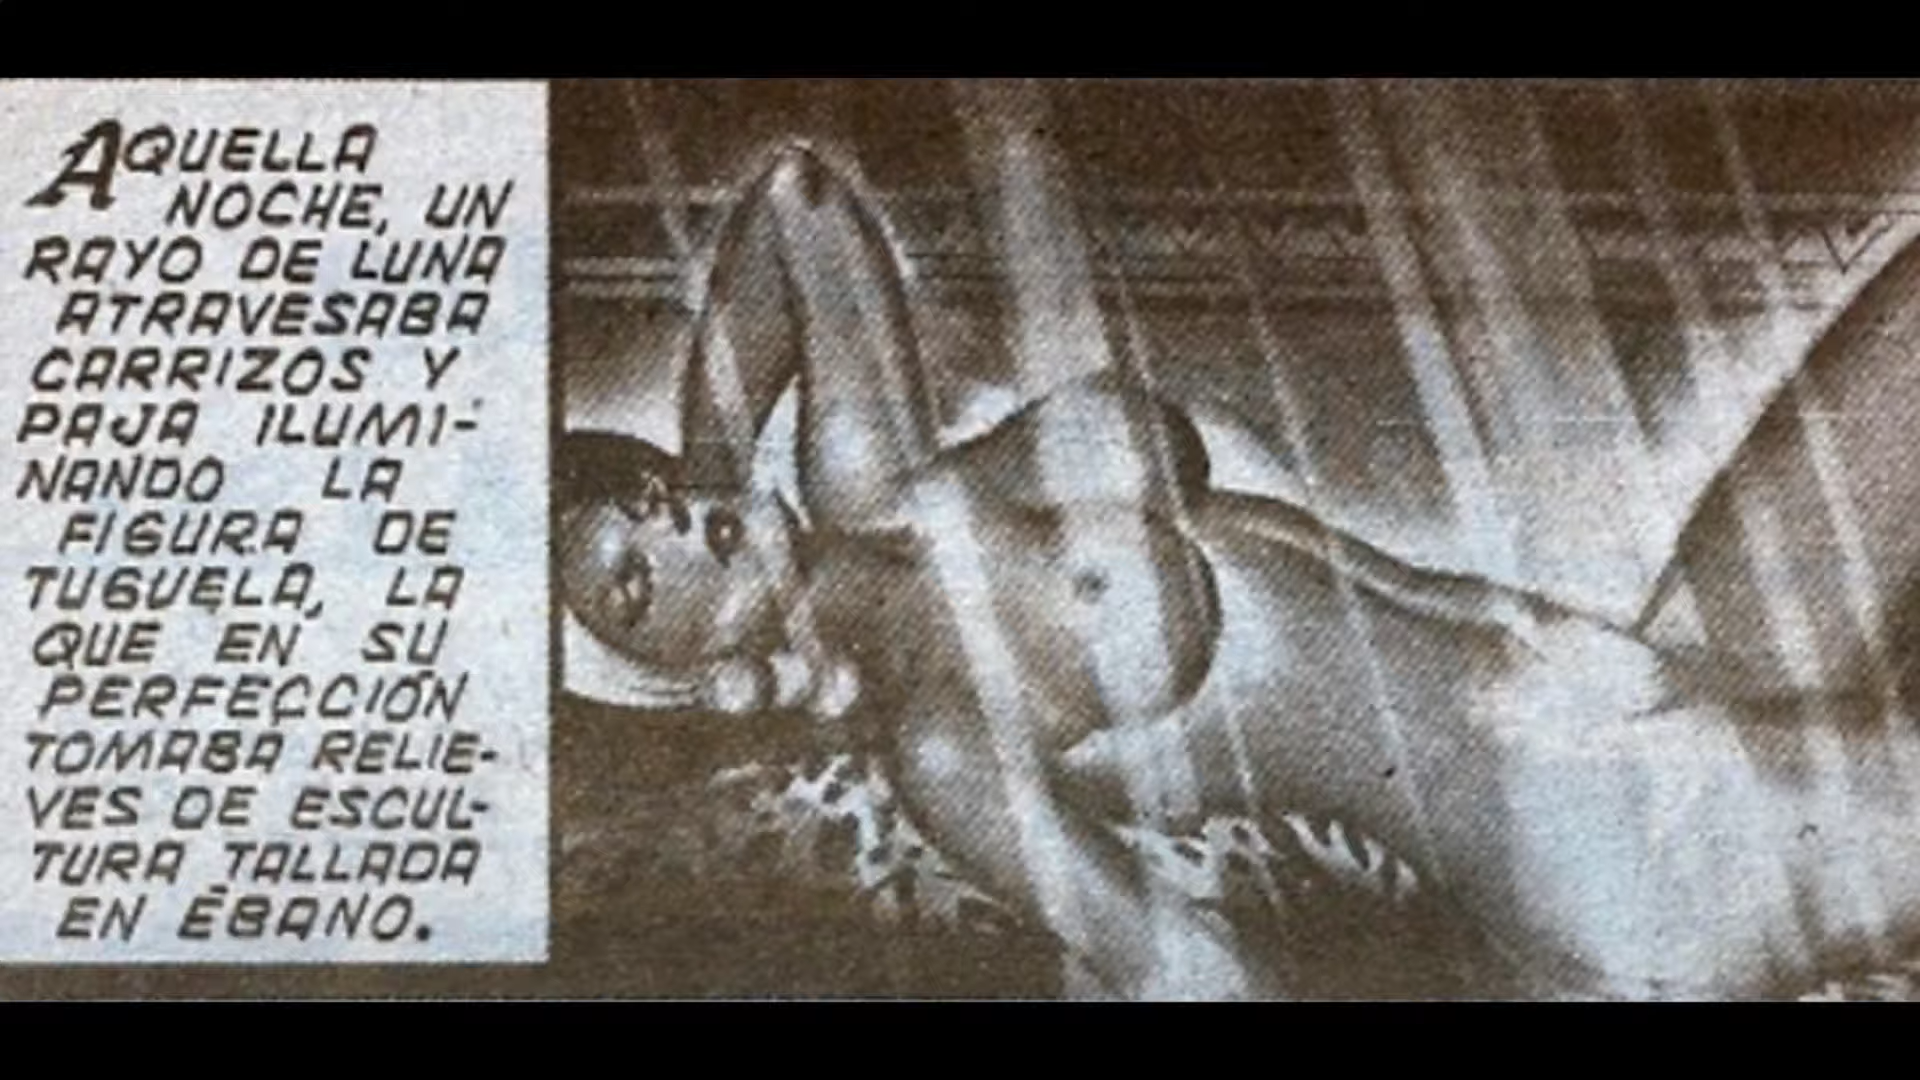 AQUELLA
NOCHE, UN
RAYO DE LUNA
ATRAVESABA
CARRIZOS Y
PAJA ILUMI-
NANDO LA
FIGURA DE
TUGUELA, LA
QUE EN SU
PERFECCIÓN
TOMABA RELIE-
VES DE ESCUL-
TURA TALLADA
EN ÉBANO.